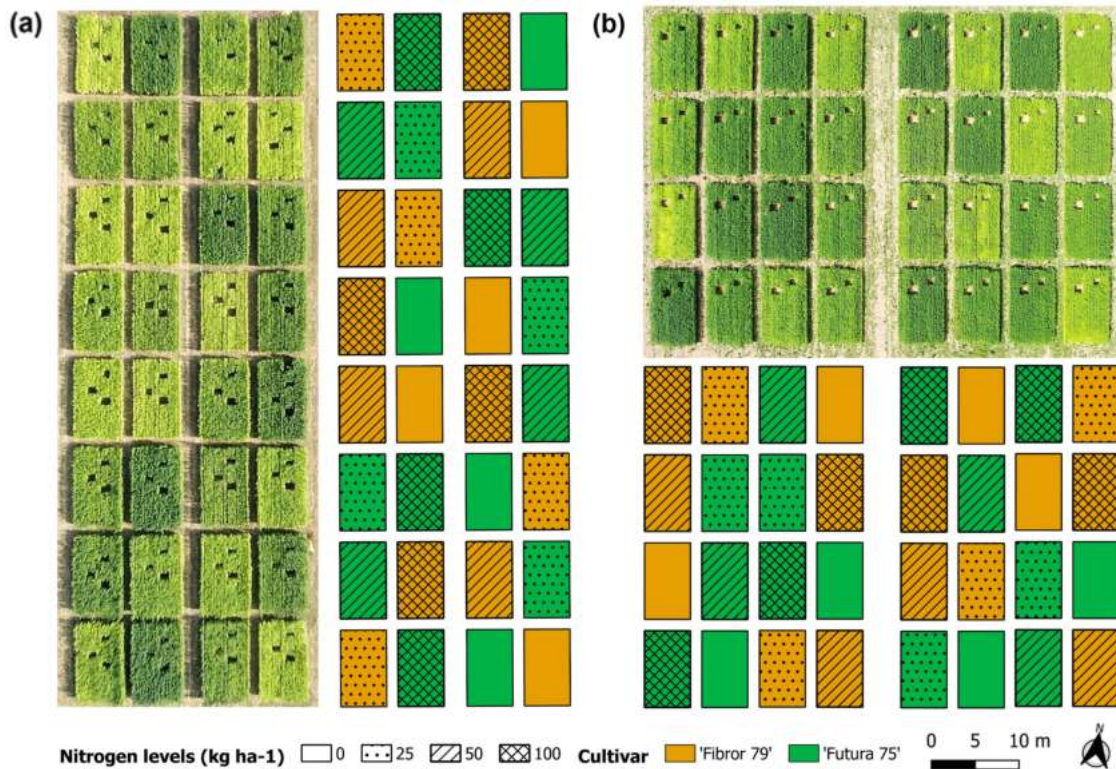 (a)
(b)
Nitrogen levels (kg ha-1) 0 25 50 100 Cultivar 'Fibror 79' 'Futura 75' 0 5 10 m N